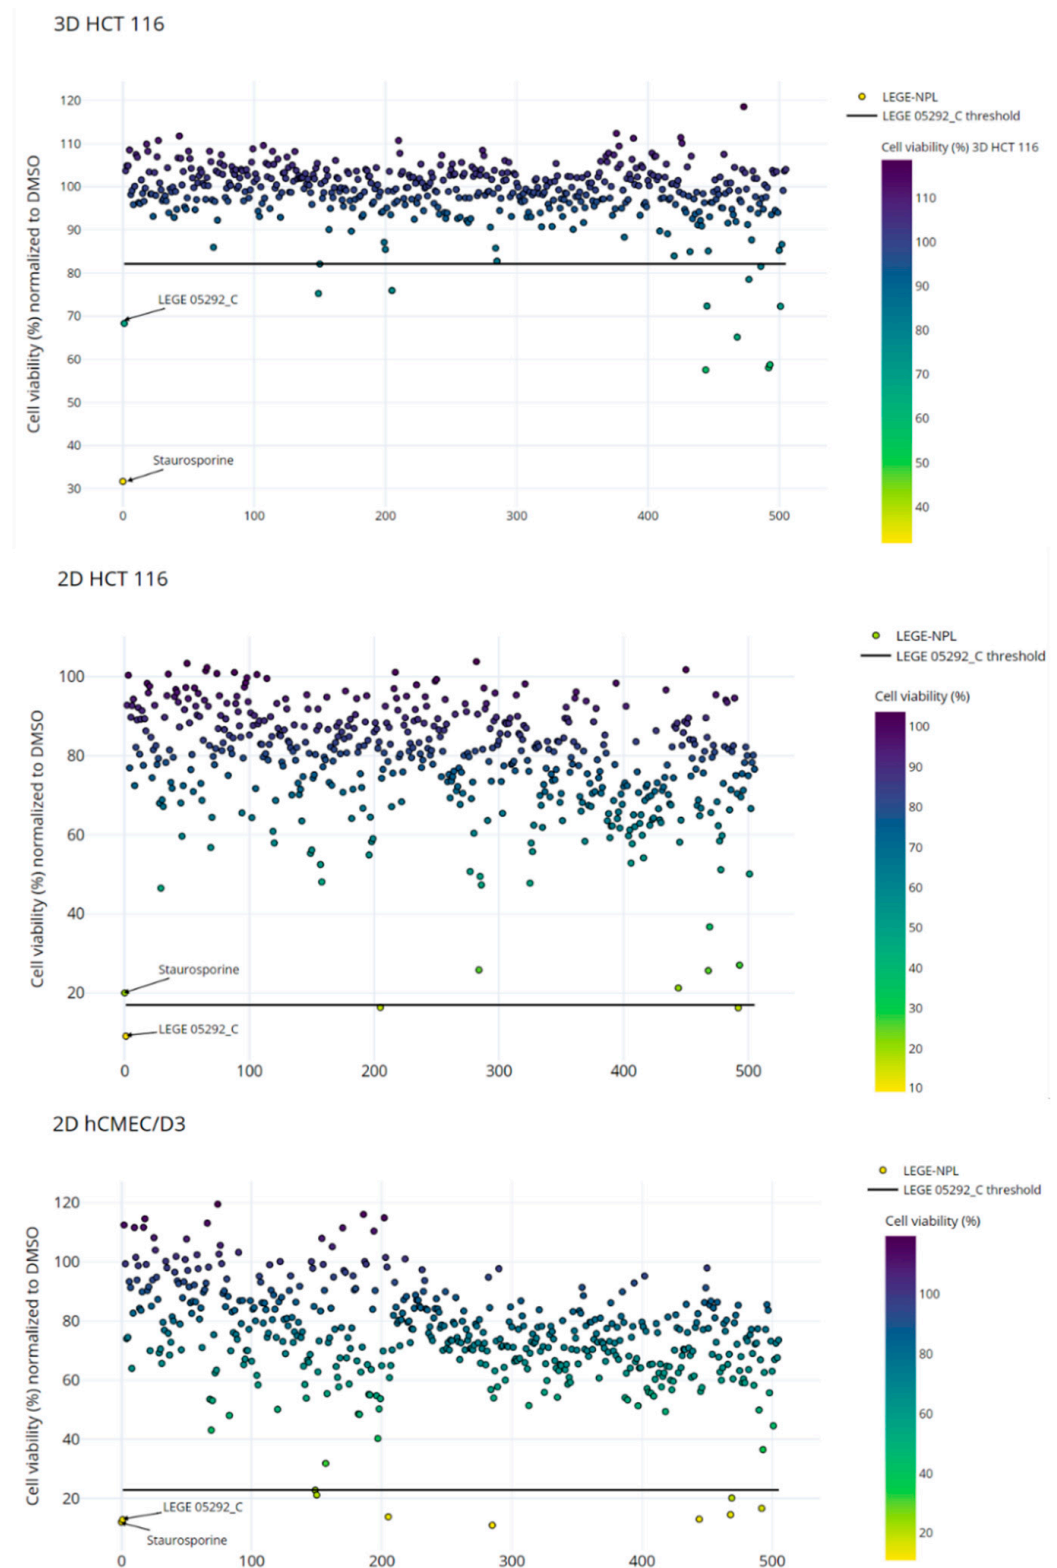 3D HCT 116
Cell viability (%) normalized to DMSO
120
110
100
90
80
70
60
50
40
30
0 100 200 300 400 500
LEGE 05292_C
Staurosporine
LEGE-NPL
LEGE 05292_C threshold
Cell viability (%) 3D HCT 116
110
100
90
80
70
60
50
40
2D HCT 116
Cell viability (%) normalized to DMSO
100
80
60
40
20
0 100 200 300 400 500
Staurosporine
LEGE 05292_C
LEGE-NPL
LEGE 05292_C threshold
Cell viability (%)
100
90
80
70
60
50
40
30
20
10
2D hCMEC/D3
Cell viability (%) normalized to DMSO
120
100
80
60
40
20
0 100 200 300 400 500
LEGE 05292_C
Staurosporine
LEGE-NPL
LEGE 05292_C threshold
Cell viability (%)
100
80
60
40
20